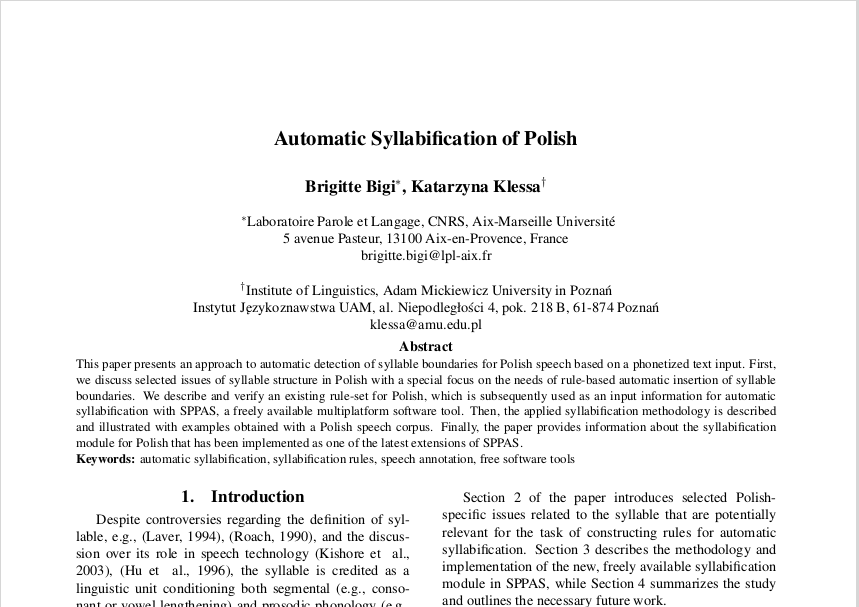 Automatic Syllabification of Polish
Brigitte Bigi*, Katarzyna Klessa†
*Laboratoire Parole et Langage, CNRS, Aix-Marseille Université
5 avenue Pasteur, 13100 Aix-en-Provence, France
brigitte.bigi@lpl-aix.fr
†Institute of Linguistics, Adam Mickiewicz University in Poznań
Instytut Językoznawstwa UAM, al. Niepodległości 4, pok. 218 B, 61-874 Poznań
klessa@amu.edu.pl
Abstract
This paper presents an approach to automatic detection of syllable boundaries for Polish speech based on a phonetized text input. First,
we discuss selected issues of syllable structure in Polish with a special focus on the needs of rule-based automatic insertion of syllable
boundaries. We describe and verify an existing rule-set for Polish, which is subsequently used as an input information for automatic
syllabification with SPPAS, a freely available multiplatform software tool. Then, the applied syllabification methodology is described
and illustrated with examples obtained with a Polish speech corpus. Finally, the paper provides information about the syllabification
module for Polish that has been implemented as one of the latest extensions of SPPAS.
Keywords: automatic syllabification, syllabification rules, speech annotation, free software tools
1. Introduction
Despite controversies regarding the definition of syl-
lable, e.g., (Laver, 1994), (Roach, 1990), and the discus-
sion over its role in speech technology (Kishore et al.,
2003), (Hu et al., 1996), the syllable is credited as a
linguistic unit conditioning both segmental (e.g., conso-
nant or vowel lengthening) and prosodic phonology (e.g.
Section 2 of the paper introduces selected Polish-
specific issues related to the syllable that are potentially
relevant for the task of constructing rules for automatic
syllabification. Section 3 describes the methodology and
implementation of the new, freely available syllabification
module in SPPAS, while Section 4 summarizes the study
and outlines the necessary future work.